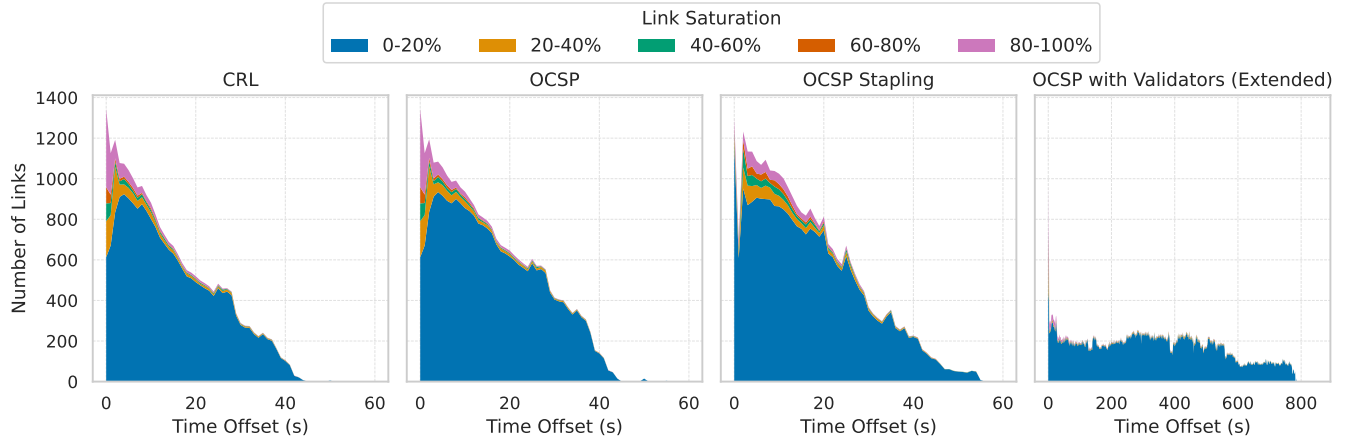 Link Saturation
0-20% 20-40% 40-60% 60-80% 80-100%
CRL OCSP OCSP Stapling OCSP with Validators (Extended)
Number of Links
1400
1200
1000
800
600
400
200
0
0 20 40 60 0 20 40 60 0 20 40 60 0 200 400 600 800
Time Offset (s) Time Offset (s) Time Offset (s) Time Offset (s)